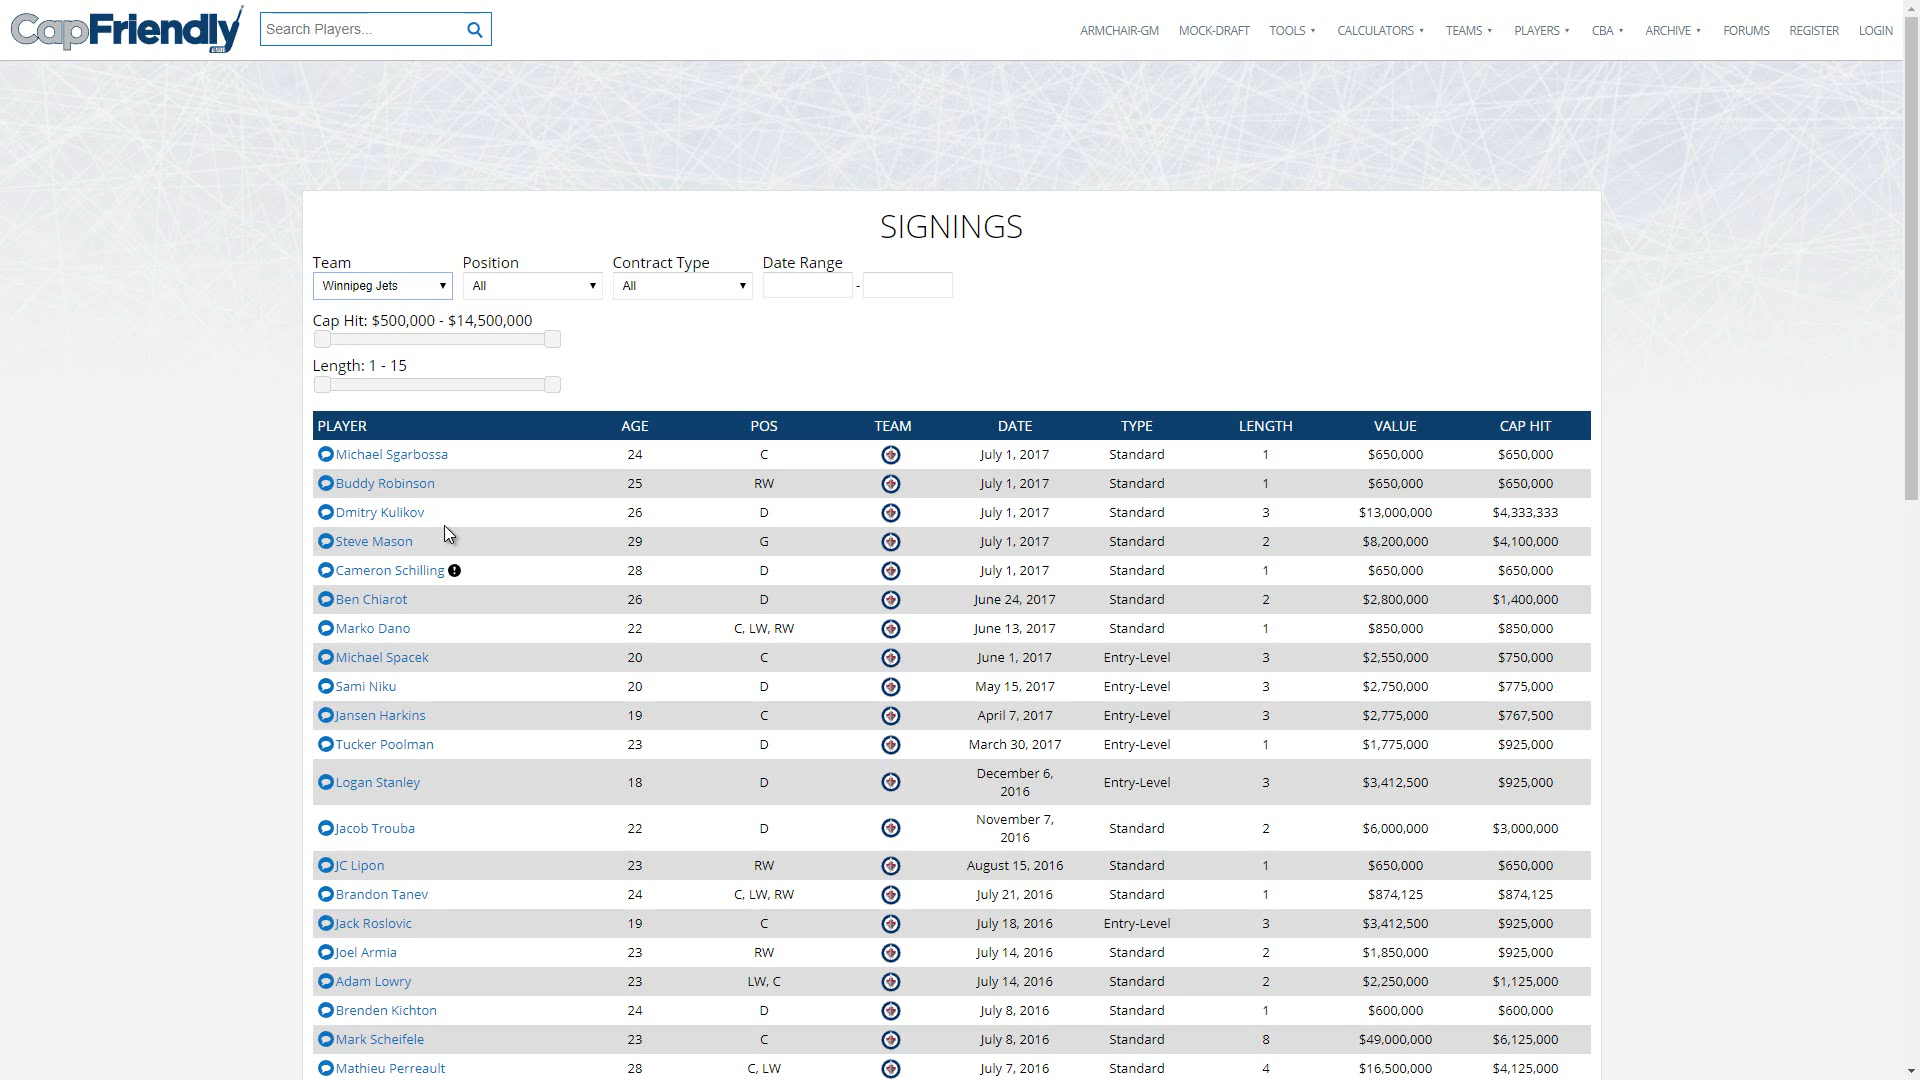 CapFriendly
Search Players...
ARMCHAIR-GM MOCK-DRAFT TOOLS CALCULATORS TEAMS PLAYERS CBA ARCHIVE FORUMS REGISTER LOGIN
SIGNINGS
Team Position Contract Type Date Range
Winnipeg Jets All All -
Cap Hit: $500,000 - $14,500,000
Length: 1 - 15
PLAYER AGE POS TEAM DATE TYPE LENGTH VALUE CAP HIT
Michael Sgarbossa 24 C July 1, 2017 Standard 1 $650,000 $650,000
Buddy Robinson 25 RW July 1, 2017 Standard 1 $650,000 $650,000
Dmitry Kulikov 26 D July 1, 2017 Standard 3 $13,000,000 $4,333,333
Steve Mason 29 G July 1, 2017 Standard 2 $8,200,000 $4,100,000
Cameron Schilling 28 D July 1, 2017 Standard 1 $650,000 $650,000
Ben Chiarot 26 D June 24, 2017 Standard 2 $2,800,000 $1,400,000
Marko Dano 22 C, LW, RW June 13, 2017 Standard 1 $850,000 $850,000
Michael Spacek 20 C June 1, 2017 Entry-Level 3 $2,550,000 $750,000
Sami Niku 20 D May 15, 2017 Entry-Level 3 $2,750,000 $775,000
Jansen Harkins 19 C April 7, 2017 Entry-Level 3 $2,775,000 $767,500
Tucker Poolman 23 D March 30, 2017 Entry-Level 1 $1,775,000 $925,000
Logan Stanley 18 D December 6, 2016 Entry-Level 3 $3,412,500 $925,000
Jacob Trouba 22 D November 7, 2016 Standard 2 $6,000,000 $3,000,000
JC Lipon 23 RW August 15, 2016 Standard 1 $650,000 $650,000
Brandon Tanev 24 C, LW, RW July 21, 2016 Standard 1 $874,125 $874,125
Jack Roslovic 19 C July 18, 2016 Entry-Level 3 $3,412,500 $925,000
Joel Armia 23 RW July 14, 2016 Standard 2 $1,850,000 $925,000
Adam Lowry 23 LW, C July 14, 2016 Standard 2 $2,250,000 $1,125,000
Brenden Kichton 24 D July 8, 2016 Standard 1 $600,000 $600,000
Mark Scheifele 23 C July 8, 2016 Standard 8 $49,000,000 $6,125,000
Mathieu Perreault 28 C, LW July 7, 2016 Standard 4 $16,500,000 $4,125,000